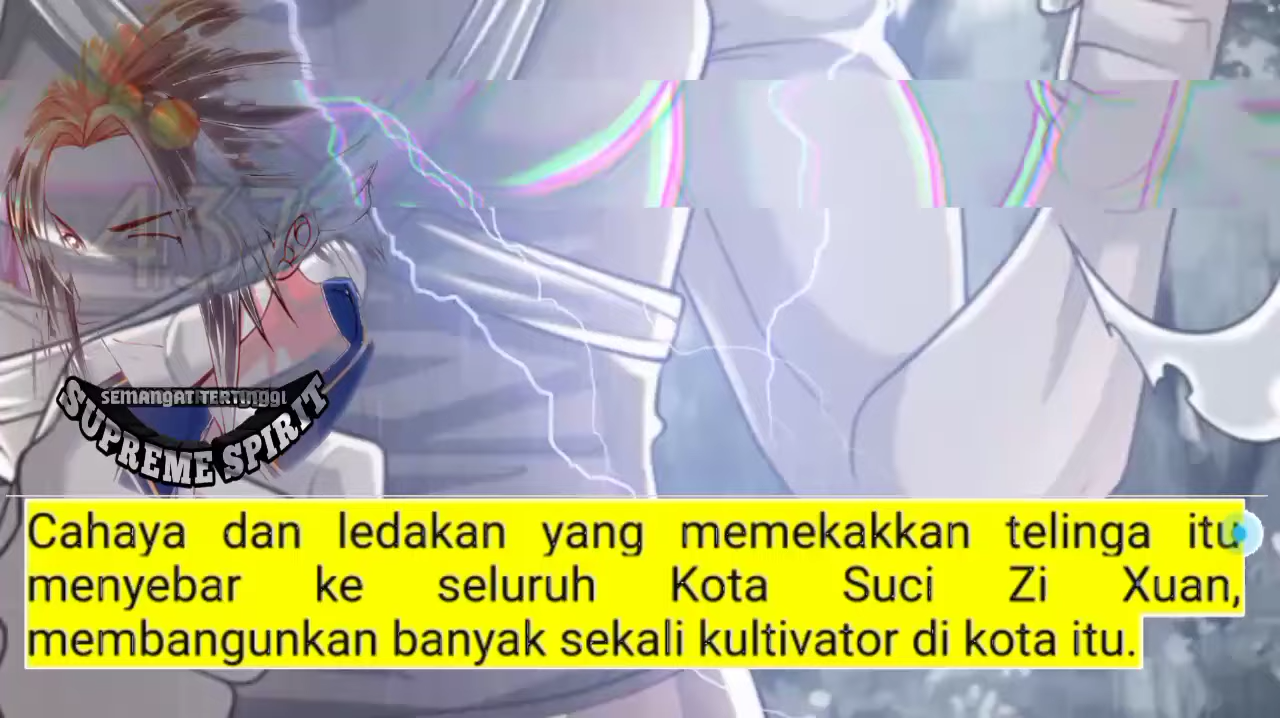 437
SEMANGAT TERTINGGI
SUPREME SPIRIT
Cahaya dan ledakan yang memekakkan telinga itu
menyebar ke seluruh Kota Suci Zi Xuan,
membangunkan banyak sekali kultivator di kota itu.